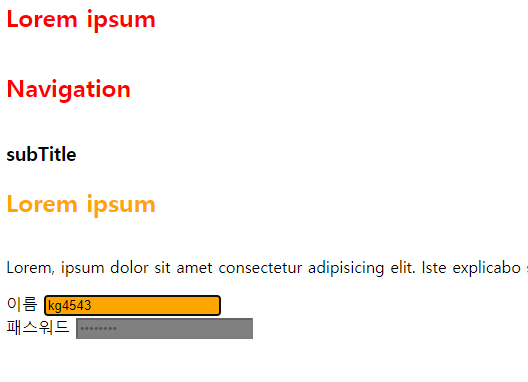 Lorem ipsum
Navigation
subTitle
Lorem ipsum
Lorem, ipsum dolor sit amet consectetur adipisicing elit. Iste explicabo
이름 kg4543
패스워드 ••••••••